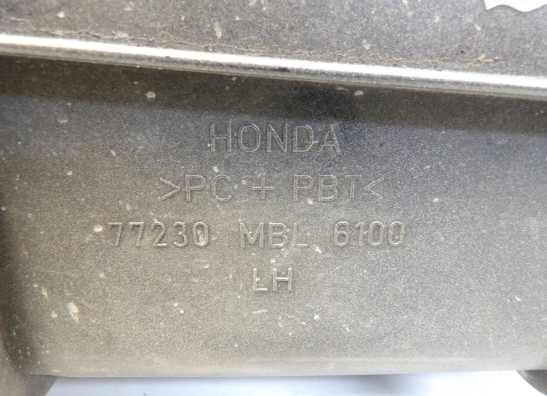 HONDA
>PC + PBT<
77230 MBL 6100
LH